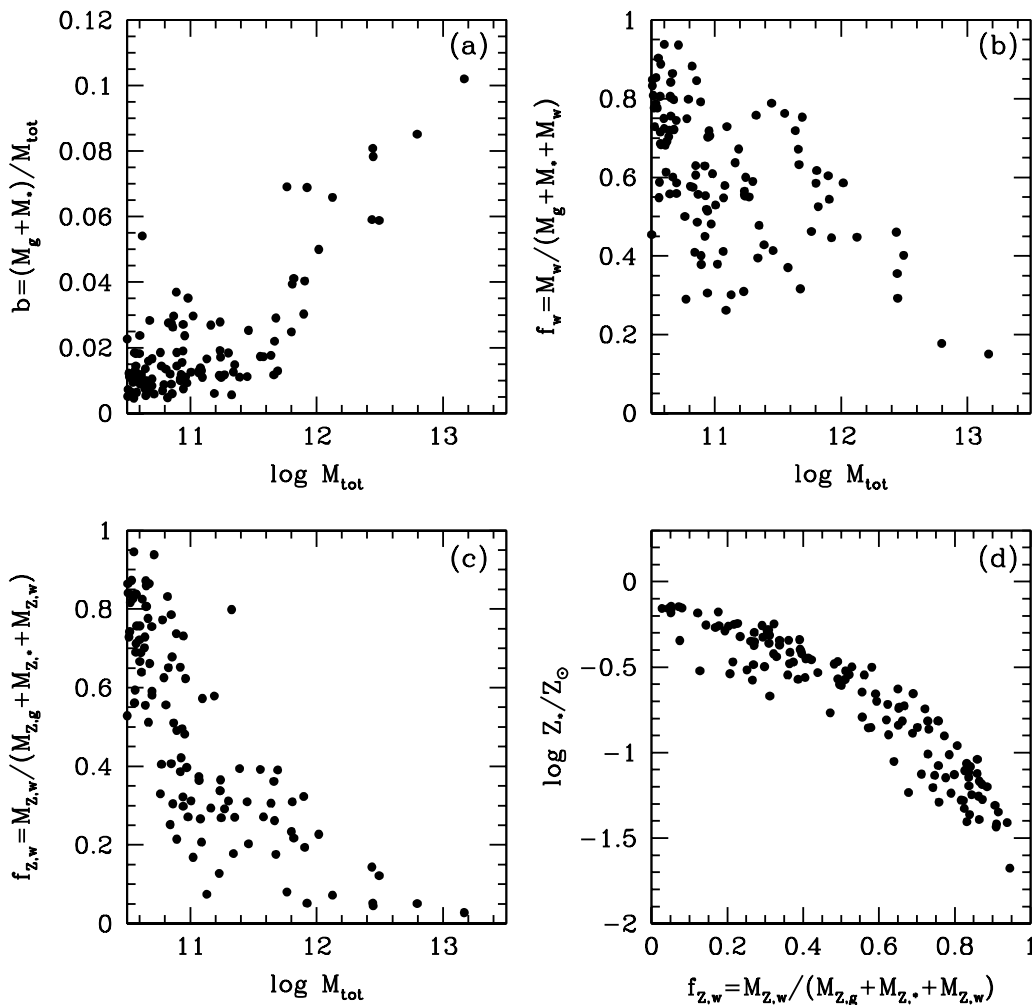 0.12
0.1
0.08
0.06
0.04
0.02
0
b=(M_g+M_*)/M_tot
(a)
11 12 13
log M_tot
1
0.8
0.6
0.4
0.2
0
f_w=M_w/(M_g+M_*+M_w)
(b)
11 12 13
log M_tot
1
0.8
0.6
0.4
0.2
0
f_Z,w=M_Z,w/(M_Z,g+M_Z,*+M_Z,w)
(c)
11 12 13
log M_tot
0
−0.5
−1
−1.5
−2
log Z_*/Z_⊙
(d)
0 0.2 0.4 0.6 0.8 1
f_Z,w=M_Z,w/(M_Z,g+M_Z,*+M_Z,w)